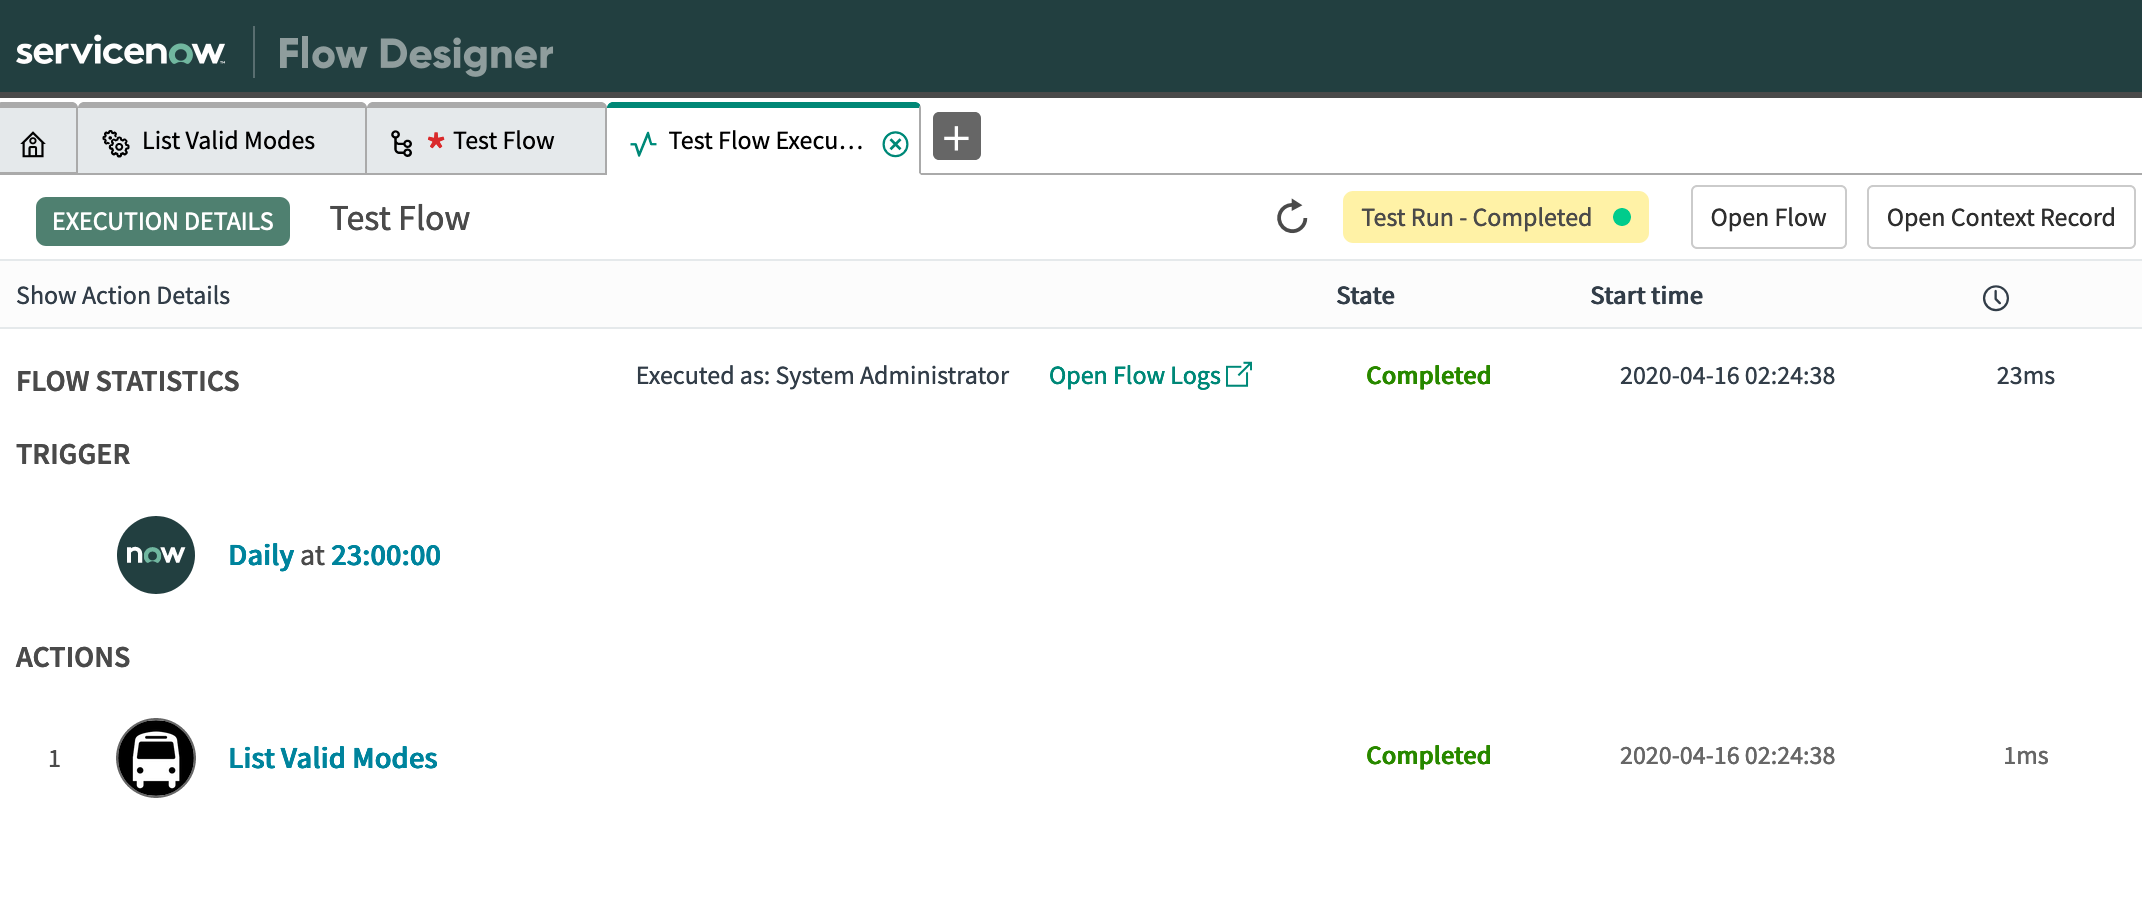 servicenow Flow Designer
List Valid Modes * Test Flow Test Flow Execu...
EXECUTION DETAILS Test Flow Test Run - Completed Open Flow Open Context Record
Show Action Details State Start time
FLOW STATISTICS Executed as: System Administrator Open Flow Logs Completed 2020-04-16 02:24:38 23ms
TRIGGER
now Daily at 23:00:00
ACTIONS
1 List Valid Modes Completed 2020-04-16 02:24:38 1ms